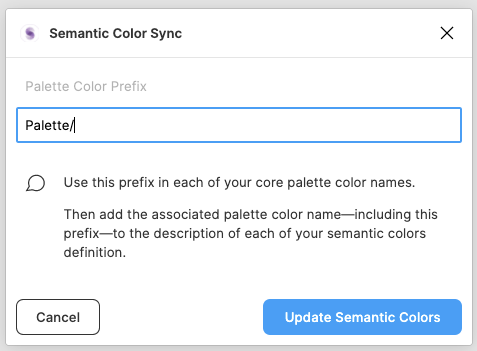 Semantic Color Sync
Palette Color Prefix
Palette/
Use this prefix in each of your core palette color names.
Then add the associated palette color name—including this
prefix—to the description of each of your semantic colors
definition.
Cancel
Update Semantic Colors